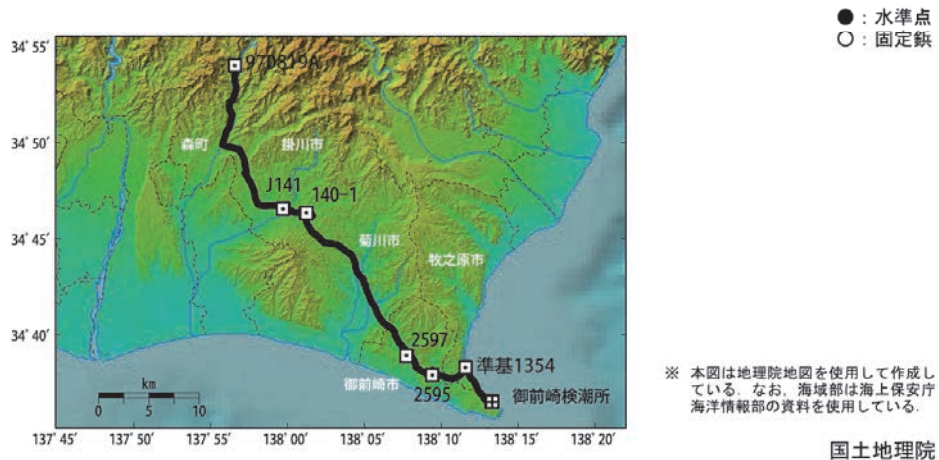 ●：水準点
○：固定鋲
34˚ 55′
34˚ 50′
34˚ 45′
34˚ 40′
970819A
森町
掛川市
J141
140-1
菊川市
牧之原市
2597
準基1354
御前崎市
2595
御前崎検潮所
km
0 5 10
137˚ 45′ 137˚ 50′ 137˚ 55′ 138˚ 00′ 138˚ 05′ 138˚ 10′ 138˚ 15′ 138˚ 20′
※ 本図は地理院地図を使用して作成し
ている．なお，海域部は海上保安庁
海洋情報部の資料を使用している．
国土地理院